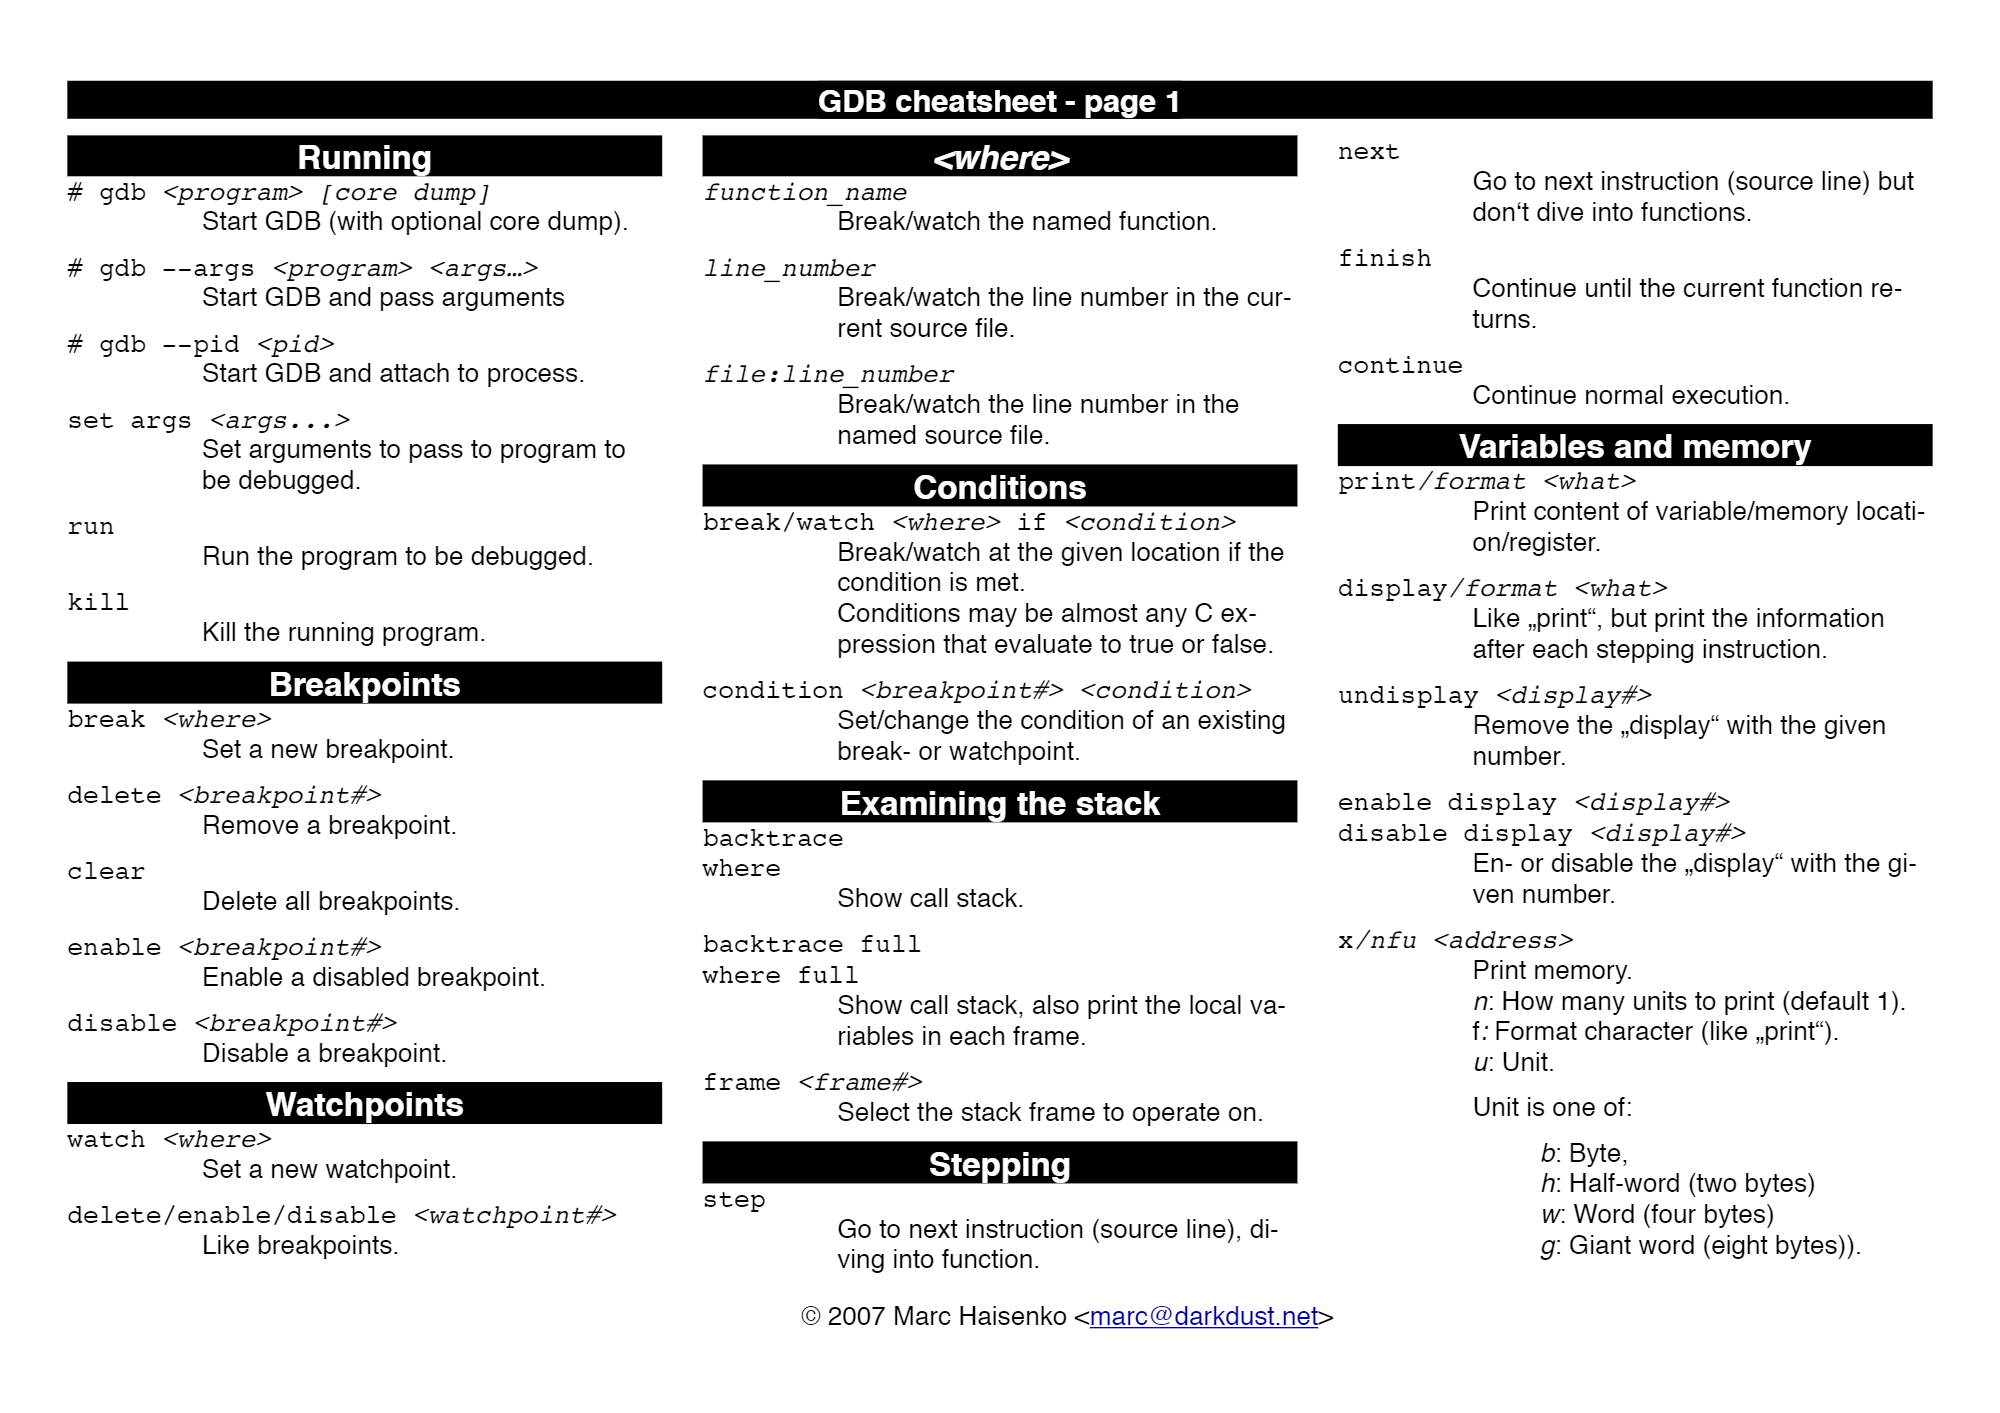 GDB cheatsheet - page 1
Running
# gdb <program> [core dump]
Start GDB (with optional core dump).
# gdb --args <program> <args…>
Start GDB and pass arguments
# gdb --pid <pid>
Start GDB and attach to process.
set args <args...>
Set arguments to pass to program to
be debugged.
run
Run the program to be debugged.
kill
Kill the running program.
Breakpoints
break <where>
Set a new breakpoint.
delete <breakpoint#>
Remove a breakpoint.
clear
Delete all breakpoints.
enable <breakpoint#>
Enable a disabled breakpoint.
disable <breakpoint#>
Disable a breakpoint.
Watchpoints
watch <where>
Set a new watchpoint.
delete/enable/disable <watchpoint#>
Like breakpoints.
<where>
function_name
Break/watch the named function.
line_number
Break/watch the line number in the cur-
rent source file.
file:line_number
Break/watch the line number in the
named source file.
Conditions
break/watch <where> if <condition>
Break/watch at the given location if the
condition is met.
Conditions may be almost any C ex-
pression that evaluate to true or false.
condition <breakpoint#> <condition>
Set/change the condition of an existing
break- or watchpoint.
Examining the stack
backtrace
where
Show call stack.
backtrace full
where full
Show call stack, also print the local va-
riables in each frame.
frame <frame#>
Select the stack frame to operate on.
Stepping
step
Go to next instruction (source line), di-
ving into function.
next
Go to next instruction (source line) but
don‘t dive into functions.
finish
Continue until the current function re-
turns.
continue
Continue normal execution.
Variables and memory
print/format <what>
Print content of variable/memory locati-
on/register.
display/format <what>
Like „print“, but print the information
after each stepping instruction.
undisplay <display#>
Remove the „display“ with the given
number.
enable display <display#>
disable display <display#>
En- or disable the „display“ with the gi-
ven number.
x/nfu <address>
Print memory.
n: How many units to print (default 1).
f: Format character (like „print“).
u: Unit.
Unit is one of:
b: Byte,
h: Half-word (two bytes)
w: Word (four bytes)
g: Giant word (eight bytes)).
© 2007 Marc Haisenko <marc@darkdust.net>